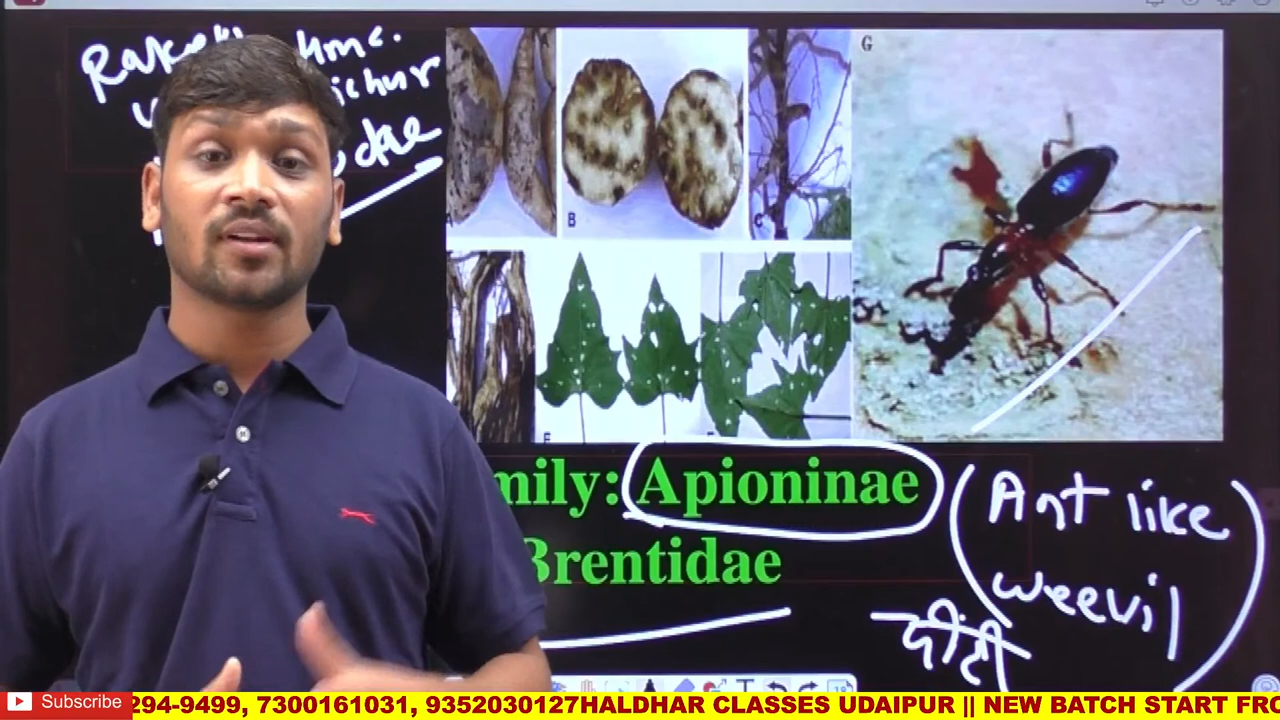 G
A
B
C
mily: Apioninae
Brentidae
(Ant like
weevil)
चींटी
Subscribe
294-9499, 7300161031, 9352030127HALDHAR CLASSES UDAIPUR || NEW BATCH START FRO